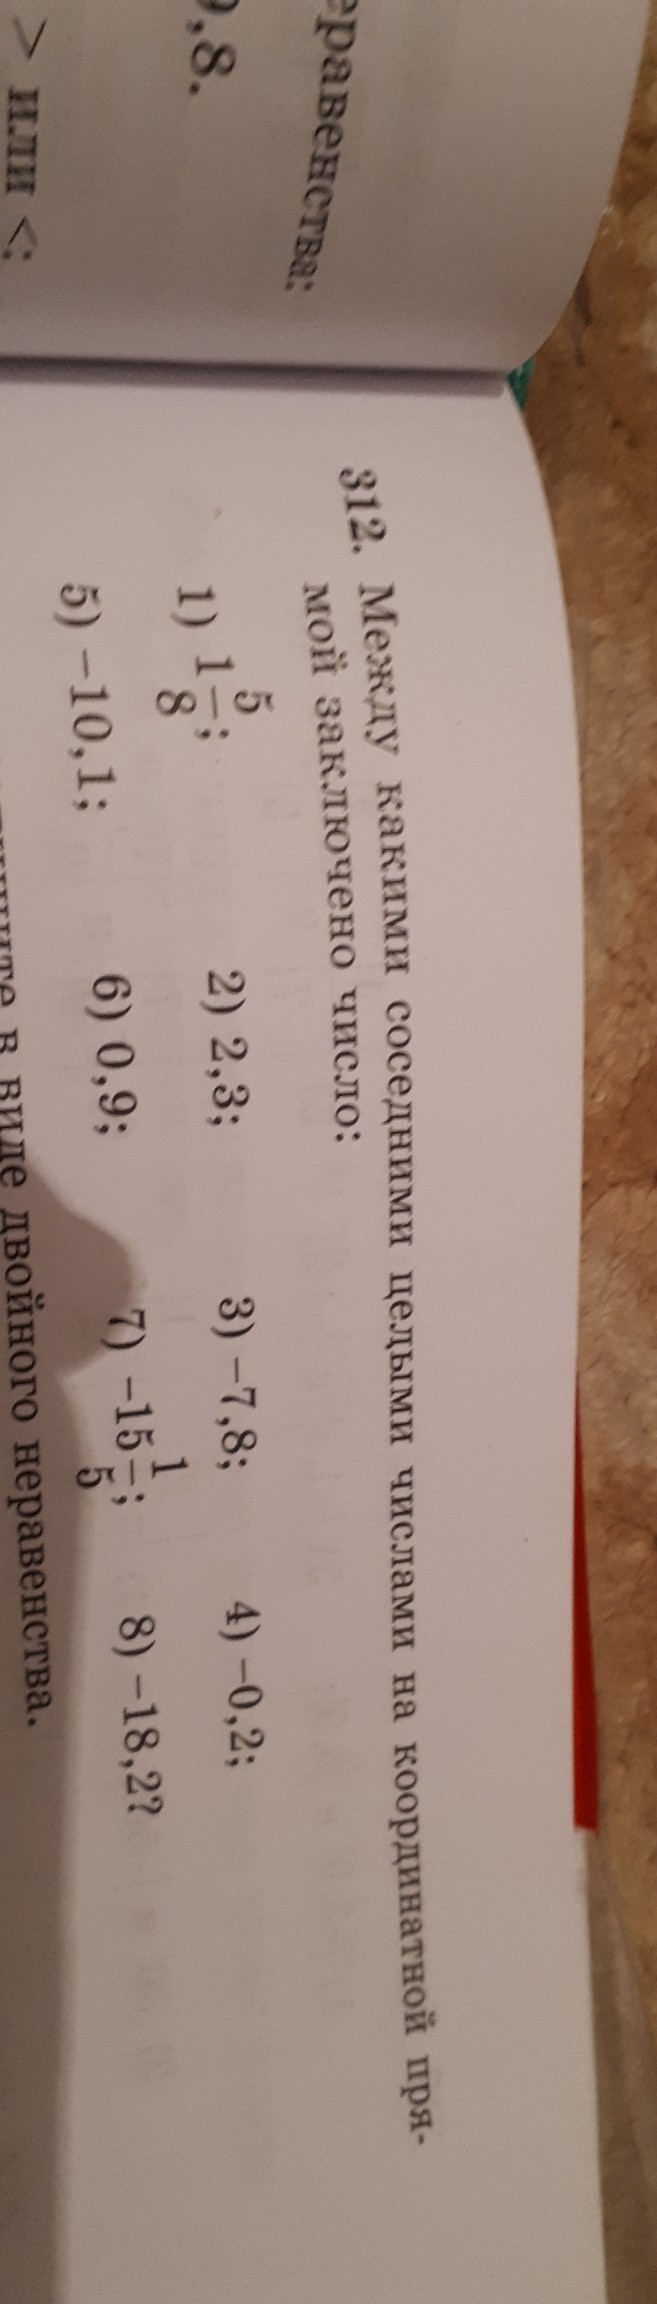 еравенства:
9,8.
> или <:
312. Между какими соседними целыми числами на координатной пря-
мой заключено число:
1) 1 5/8; 2) 2,3; 3) –7,8; 4) –0,2;
5) –10,1; 6) 0,9; 7) –15 1/5; 8) –18,2?
в виде двойного неравенства.